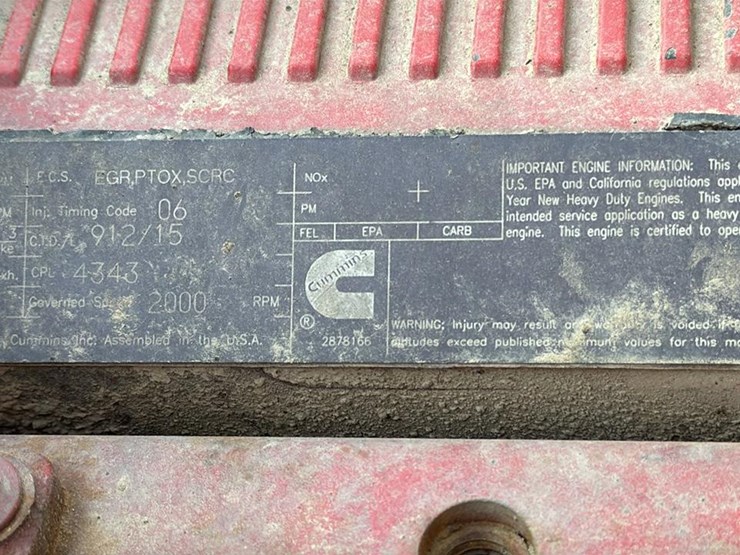 E.C.S. EGR,PTOX,SCRC
Inj. Timing Code 06
C.I.D./L 912/15
CPL 4343
Governed 2000 RPM
Cummins Inc. Assembled in the U.S.A.
NOx
PM
FEL EPA CARB
Cummins
®
2878166
IMPORTANT ENGINE INFORMATION: This
U.S. EPA and California regulations appl
Year New Heavy Duty Engines. This en
intended service application as a heavy
engine. This engine is certified to oper
WARNING: Injury may result and warranty is voided if
altitudes exceed published maximum values for this mo